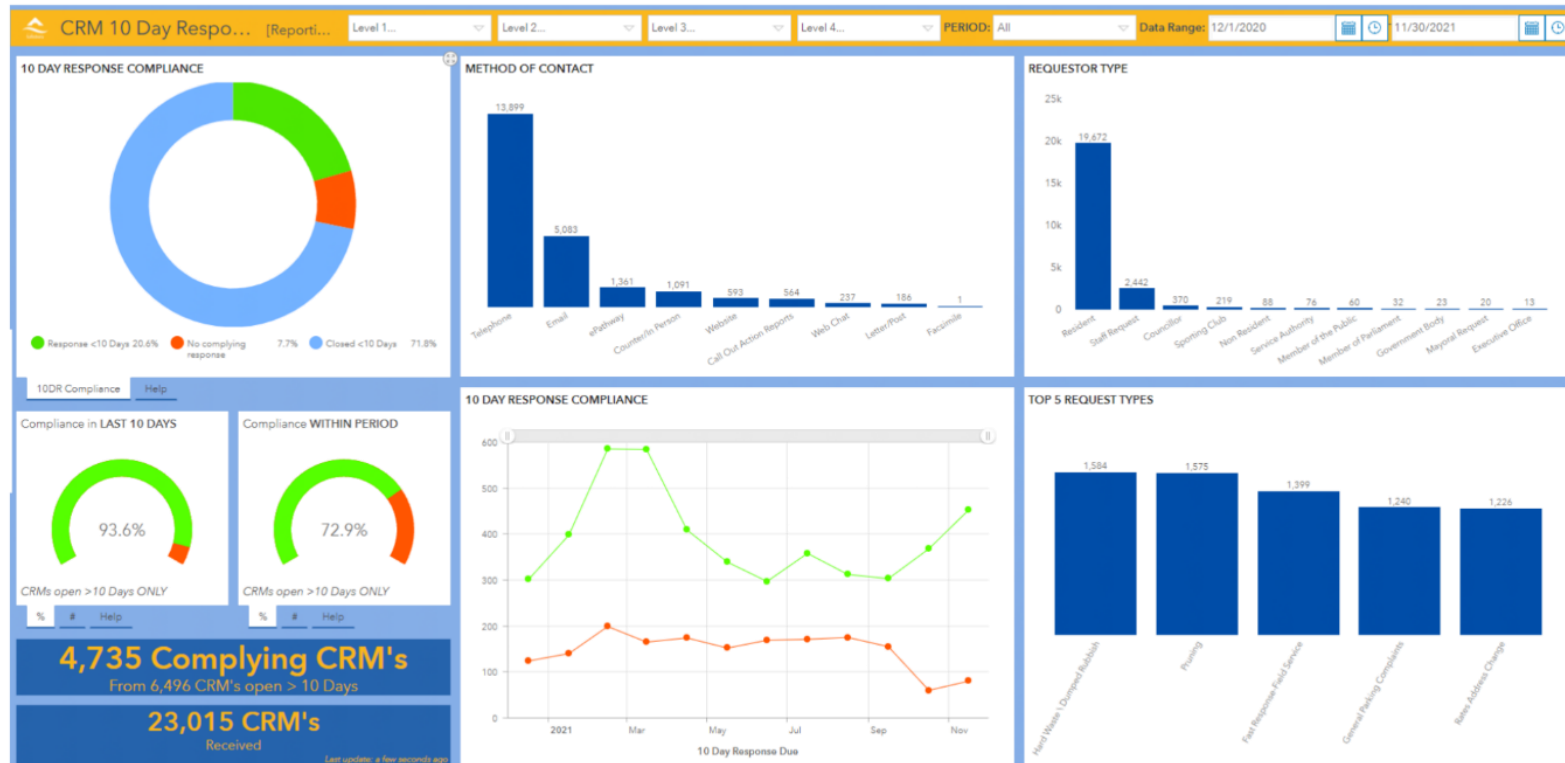 CRM 10 Day Respo... [Reporti... Level 1... Level 2... Level 3... Level 4... PERIOD: All Data Range: 12/1/2020 11/30/2021
10 DAY RESPONSE COMPLIANCE
Response <10 Days 20.6% No complying response 7.7% Closed <10 Days 71.8%
10DR Compliance Help
METHOD OF CONTACT
13,899
5,083
1,361
1,091
593
564
237
186
1
Telephone
Email
ePathway
Counter/In Person
Website
Call Out Action Reports
Web Chat
Letter/Post
Facsimile
REQUESTOR TYPE
25k
20k
15k
10k
5k
0
19,672
2,442
370
219
88
76
60
32
23
20
13
Resident
Staff Request
Councillor
Sporting Club
Non Resident
Service Authority
Member of the Public
Member of Parliament
Government Body
Mayoral Request
Executive Office
Compliance in LAST 10 DAYS
93.6%
CRMs open >10 Days ONLY
% # Help
Compliance WITHIN PERIOD
72.9%
CRMs open >10 Days ONLY
% # Help
4,735 Complying CRM's
From 6,496 CRM's open > 10 Days
23,015 CRM's
Received
Last update: a few seconds ago
10 DAY RESPONSE COMPLIANCE
600
500
400
300
200
100
0
2021 Mar May Jul Sep Nov
10 Day Response Due
TOP 5 REQUEST TYPES
1,584
1,575
1,399
1,240
1,226
Hard Waste \ Dumped Rubbish
Pruning
Fast Response-Field Service
General Parking Complaints
Rates Address Change